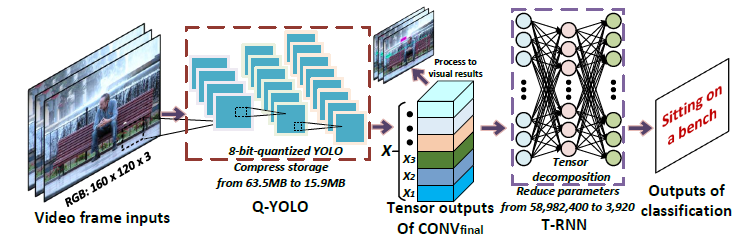 RGB: 160 x 120 x 3
Video frame inputs
8-bit-quantized YOLO
Compress storage
from 63.5MB to 15.9MB
Q-YOLO
Process to
visual results
X
X3
X2
X1
Tensor outputs
Of CONVfinal
Tensor
decomposition
Reduce parameters
from 58,982,400 to 3,920
T-RNN
Sitting on
a bench
Outputs of
classification